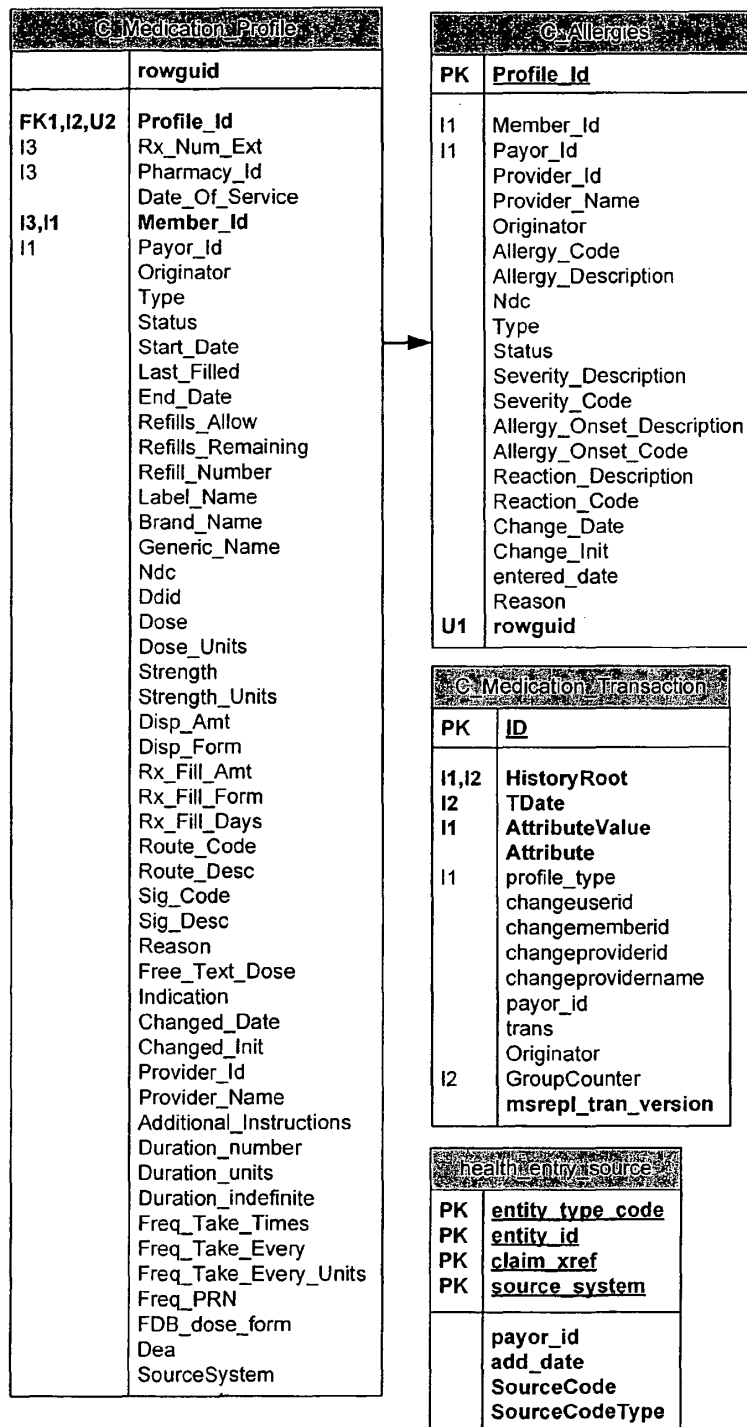 C_Medication_Profile
rowguid
FK1,I2,U2 Profile_Id
I3 Rx_Num_Ext
I3 Pharmacy_Id
Date_Of_Service
I3,I1 Member_Id
I1 Payor_Id
Originator
Type
Status
Start_Date
Last_Filled
End_Date
Refills_Allow
Refills_Remaining
Refill_Number
Label_Name
Brand_Name
Generic_Name
Ndc
Ddid
Dose
Dose_Units
Strength
Strength_Units
Disp_Amt
Disp_Form
Rx_Fill_Amt
Rx_Fill_Form
Rx_Fill_Days
Route_Code
Route_Desc
Sig_Code
Sig_Desc
Reason
Free_Text_Dose
Indication
Changed_Date
Changed_Init
Provider_Id
Provider_Name
Additional_Instructions
Duration_number
Duration_units
Duration_indefinite
Freq_Take_Times
Freq_Take_Every
Freq_Take_Every_Units
Freq_PRN
FDB_dose_form
Dea
SourceSystem
C_Allergies
PK Profile_Id
I1 Member_Id
I1 Payor_Id
Provider_Id
Provider_Name
Originator
Allergy_Code
Allergy_Description
Ndc
Type
Status
Severity_Description
Severity_Code
Allergy_Onset_Description
Allergy_Onset_Code
Reaction_Description
Reaction_Code
Change_Date
Change_Init
entered_date
Reason
U1 rowguid
C_Medication_Transaction
PK ID
I1,I2 HistoryRoot
I2 TDate
I1 AttributeValue
Attribute
I1 profile_type
changeuserid
changememberid
changeproviderid
changeprovidername
payor_id
trans
Originator
I2 GroupCounter
msrepl_tran_version
health_entry_source
PK entity_type_code
PK entity_id
PK claim_xref
PK source_system
payor_id
add_date
SourceCode
SourceCodeType